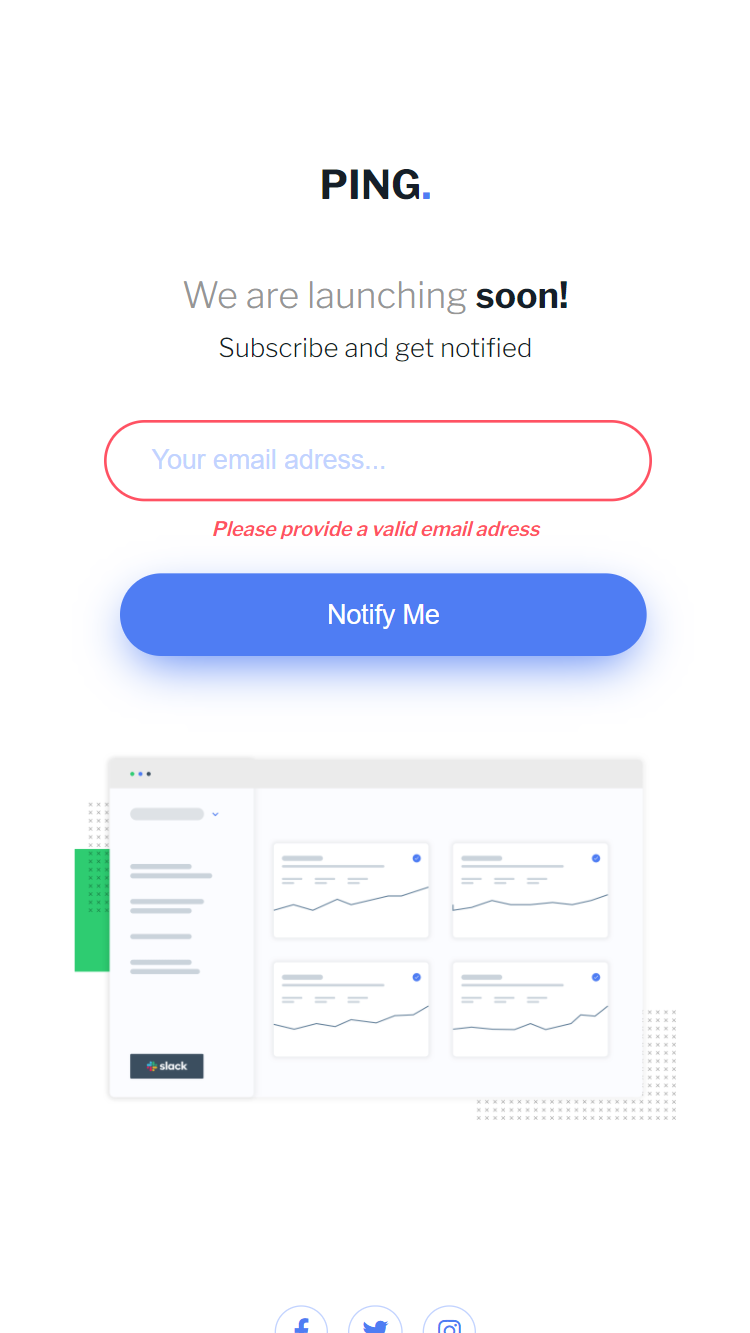 PING.
We are launching soon!
Subscribe and get notified
Your email adress...
Please provide a valid email adress
Notify Me
slack